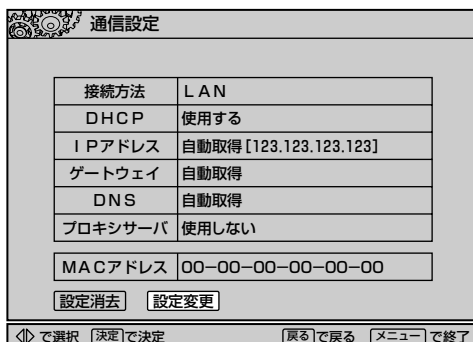 通信設定
接続方法 LAN
DHCP 使用する
IPアドレス 自動取得[123.123.123.123]
ゲートウェイ 自動取得
DNS 自動取得
プロキシサーバ 使用しない
MACアドレス 00-00-00-00-00-00
設定消去 設定変更
で選択 決定で決定 戻るで戻る メニューで終了